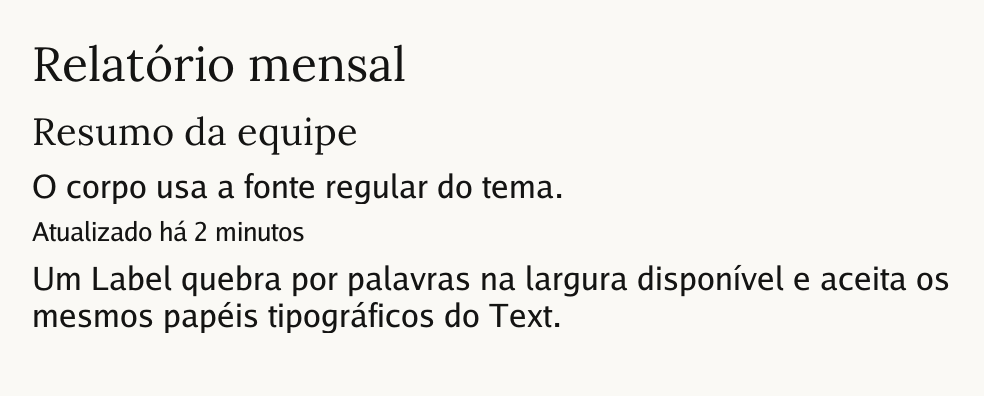 Relatório mensal
Resumo da equipe
O corpo usa a fonte regular do tema.
Atualizado há 2 minutos
Um Label quebra por palavras na largura disponível e aceita os
mesmos papéis tipográficos do Text.